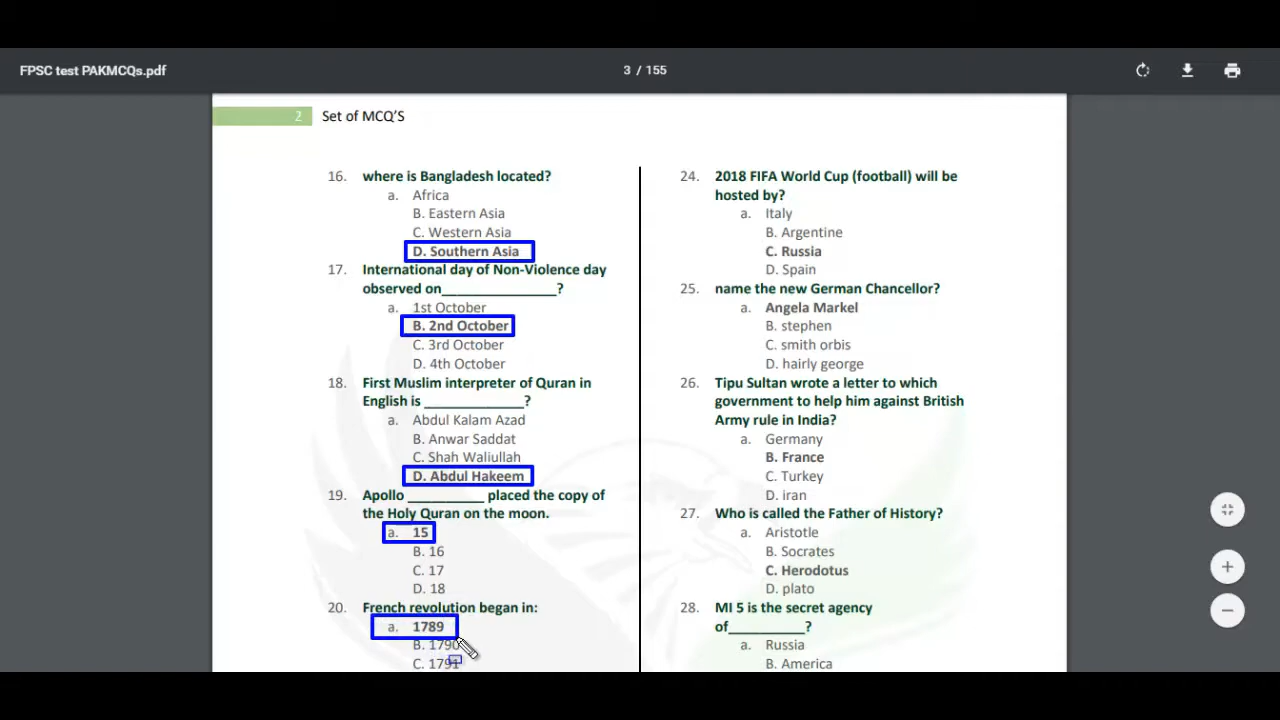 FPSC test PAKMCQs.pdf
3 / 155
2 Set of MCQ'S
16. where is Bangladesh located?
a. Africa
B. Eastern Asia
C. Western Asia
D. Southern Asia
17. International day of Non-Violence day
observed on_______________?
a. 1st October
B. 2nd October
C. 3rd October
D. 4th October
18. First Muslim interpreter of Quran in
English is _____________?
a. Abdul Kalam Azad
B. Anwar Saddat
C. Shah Waliullah
D. Abdul Hakeem
19. Apollo __________ placed the copy of
the Holy Quran on the moon.
a. 15
B. 16
C. 17
D. 18
20. French revolution began in:
a. 1789
B. 1790
C. 1791
24. 2018 FIFA World Cup (football) will be
hosted by?
a. Italy
B. Argentine
C. Russia
D. Spain
25. name the new German Chancellor?
a. Angela Markel
B. stephen
C. smith orbis
D. hairly george
26. Tipu Sultan wrote a letter to which
government to help him against British
Army rule in India?
a. Germany
B. France
C. Turkey
D. iran
27. Who is called the Father of History?
a. Aristotle
B. Socrates
C. Herodotus
D. plato
28. MI 5 is the secret agency
of__________?
a. Russia
B. America